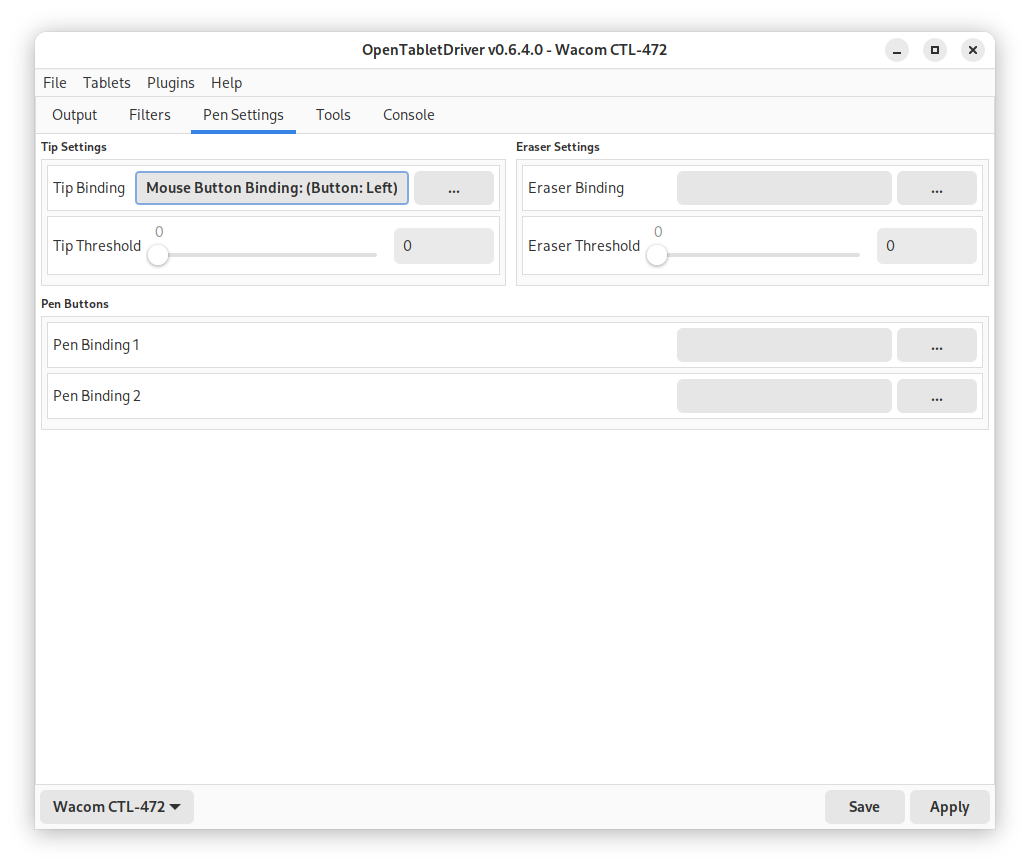 OpenTabletDriver v0.6.4.0 - Wacom CTL-472
File Tablets Plugins Help
Output Filters Pen Settings Tools Console
Tip Settings
Tip Binding Mouse Button Binding: (Button: Left) ...
Tip Threshold 0 0
Eraser Settings
Eraser Binding ...
Eraser Threshold 0 0
Pen Buttons
Pen Binding 1 ...
Pen Binding 2 ...
Wacom CTL-472 Save Apply